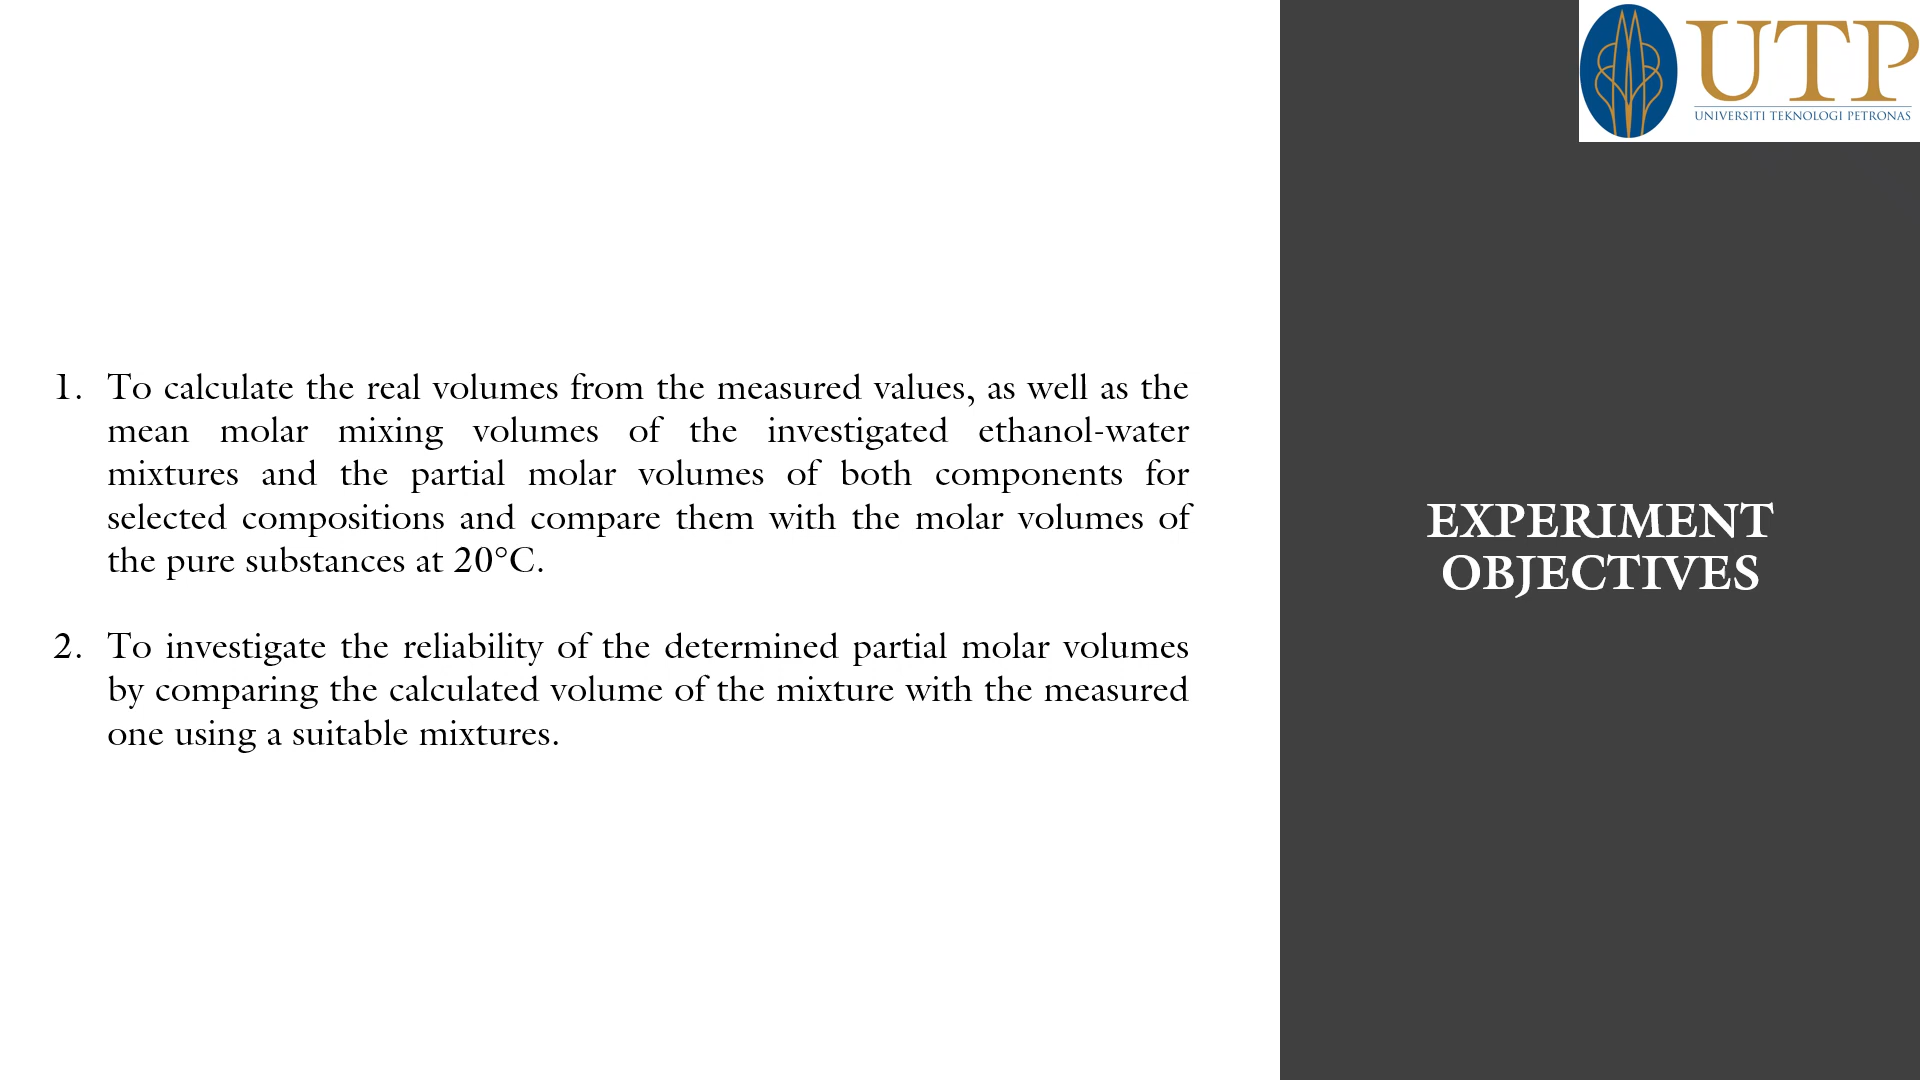 UTP
UNIVERSITI TEKNOLOGI PETRONAS
1. To calculate the real volumes from the measured values, as well as the
mean molar mixing volumes of the investigated ethanol-water
mixtures and the partial molar volumes of both components for
selected compositions and compare them with the molar volumes of
the pure substances at 20°C.
2. To investigate the reliability of the determined partial molar volumes
by comparing the calculated volume of the mixture with the measured
one using a suitable mixtures.
EXPERIMENT
OBJECTIVES